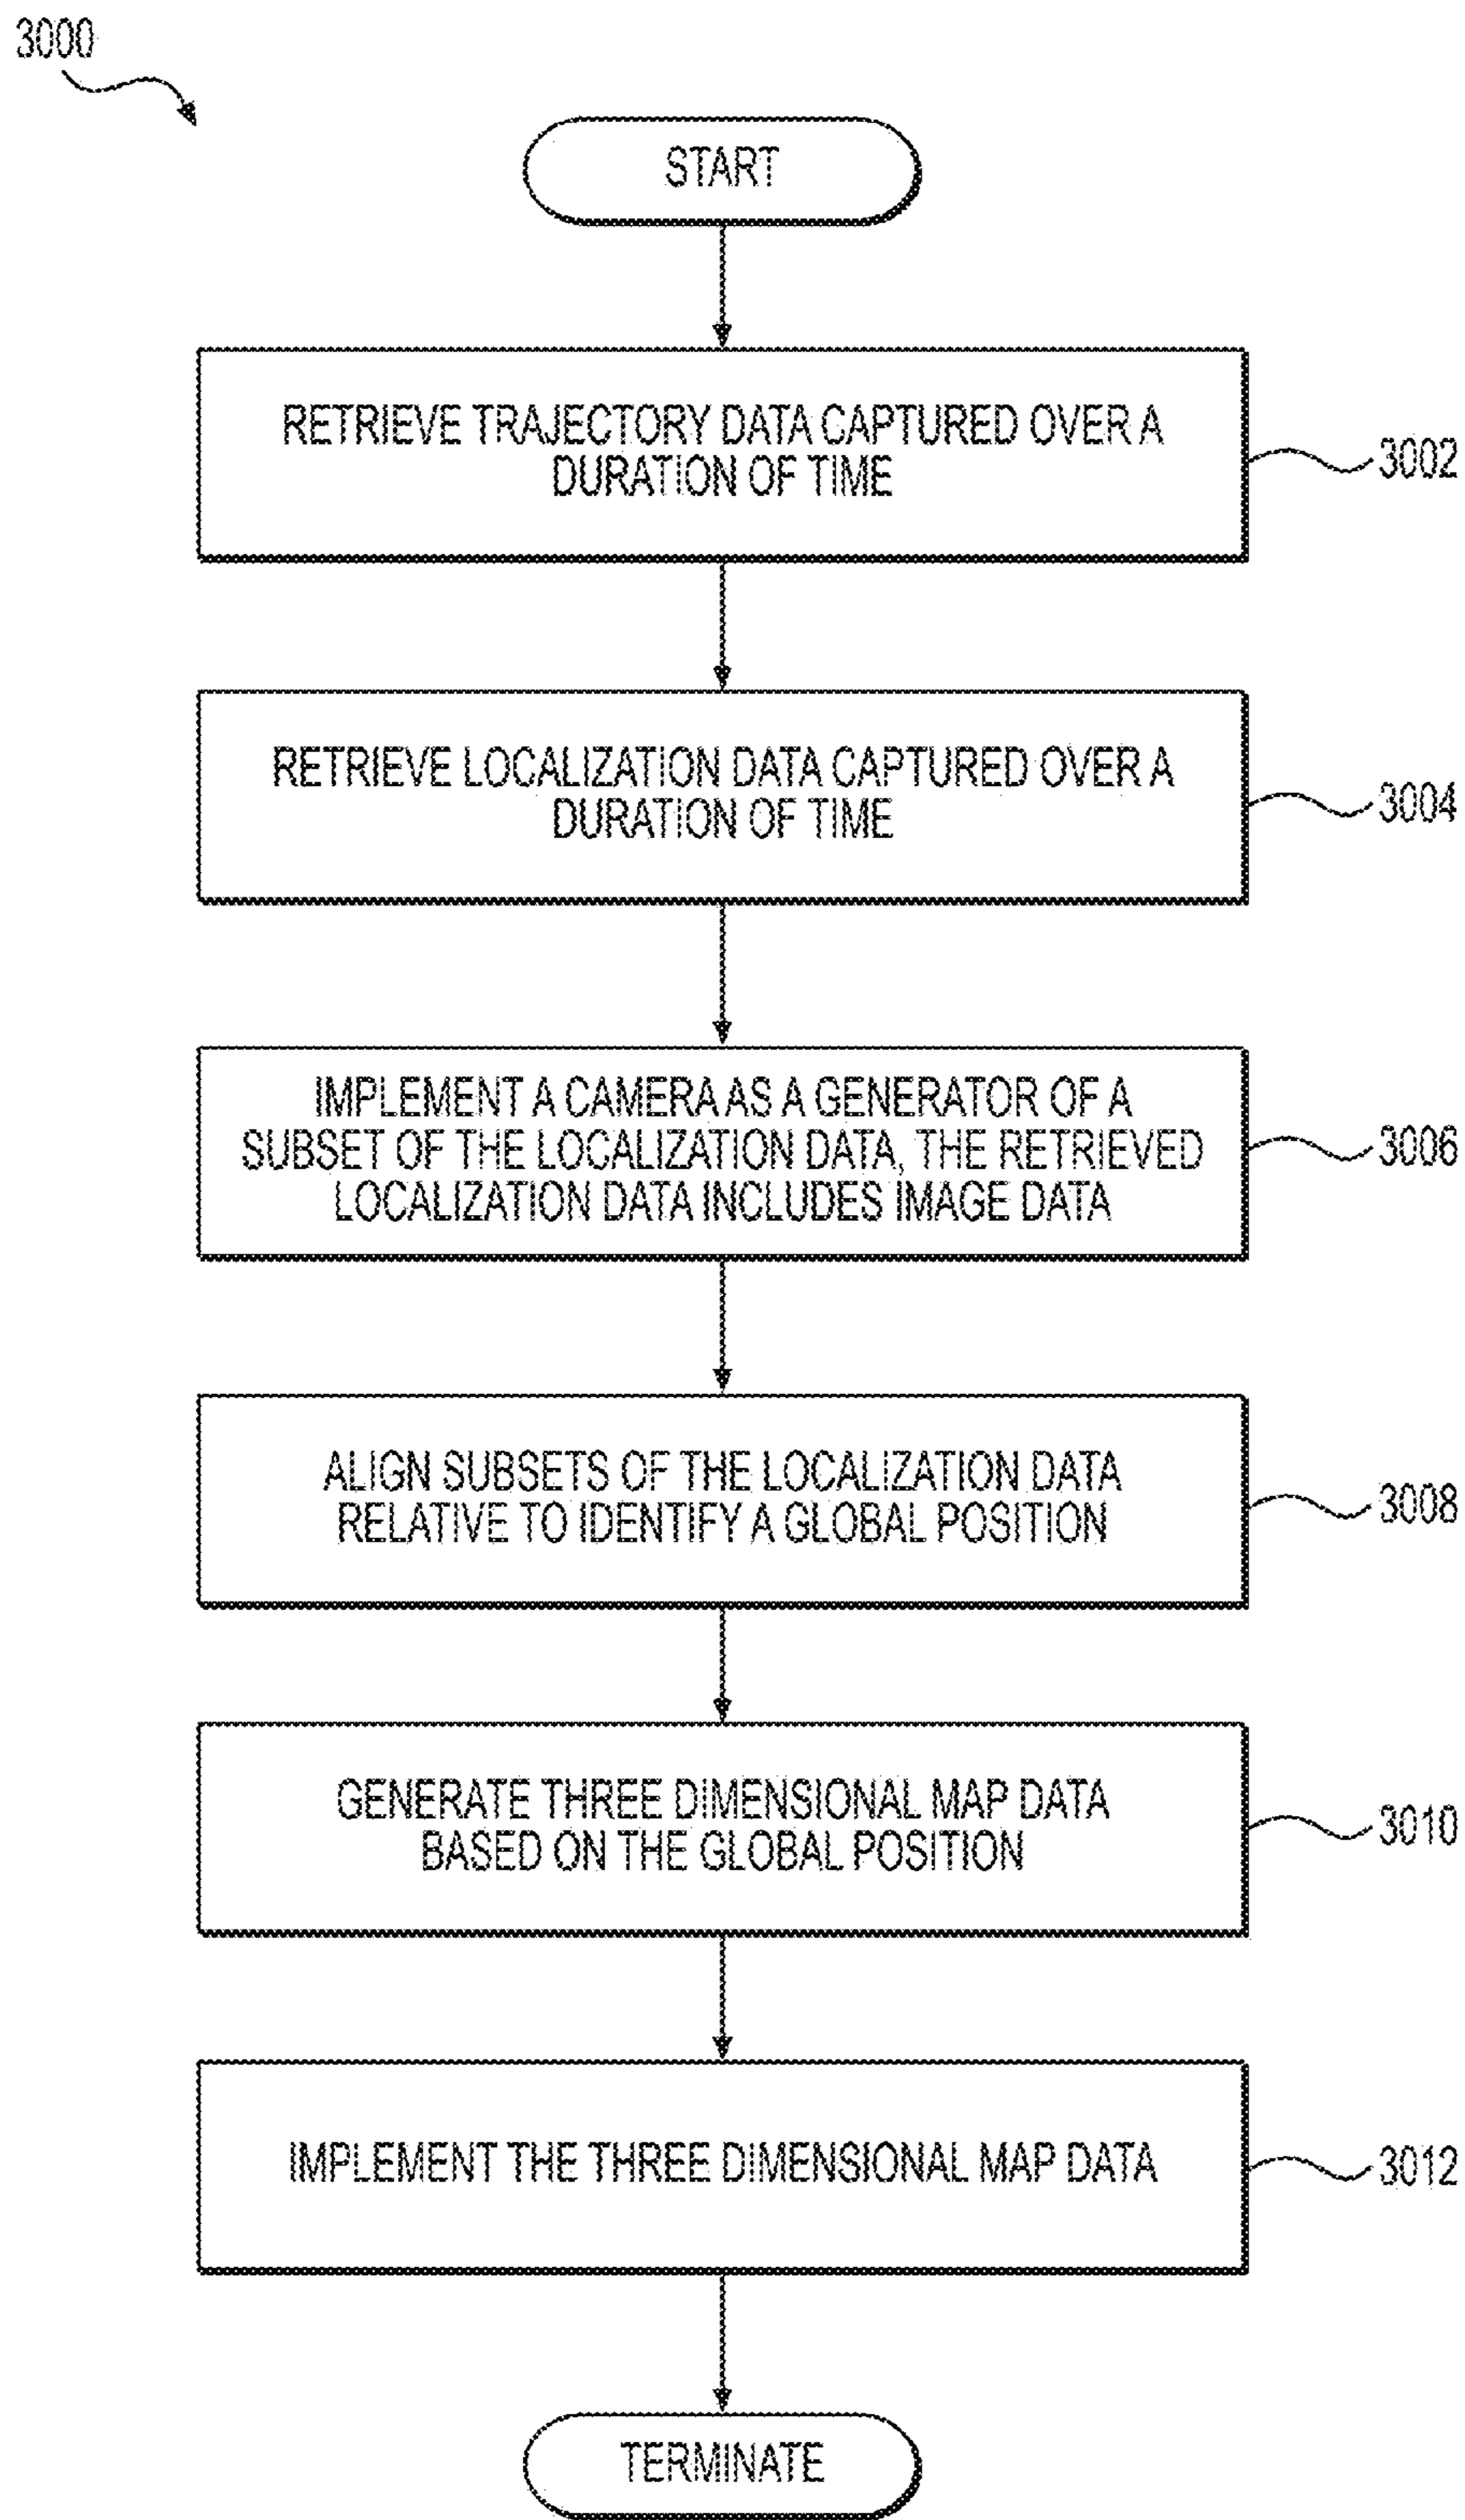 3000
START
RETRIEVE TRAJECTORY DATA CAPTURED OVER A
DURATION OF TIME
3002
RETRIEVE LOCALIZATION DATA CAPTURED OVER A
DURATION OF TIME
3004
IMPLEMENT A CAMERA AS A GENERATOR OF A
SUBSET OF THE LOCALIZATION DATA, THE RETRIEVED
LOCALIZATION DATA INCLUDES IMAGE DATA
3006
ALIGN SUBSETS OF THE LOCALIZATION DATA
RELATIVE TO IDENTIFY A GLOBAL POSITION
3008
GENERATE THREE DIMENSIONAL MAP DATA
BASED ON THE GLOBAL POSITION
3010
IMPLEMENT THE THREE DIMENSIONAL MAP DATA
3012
TERMINATE